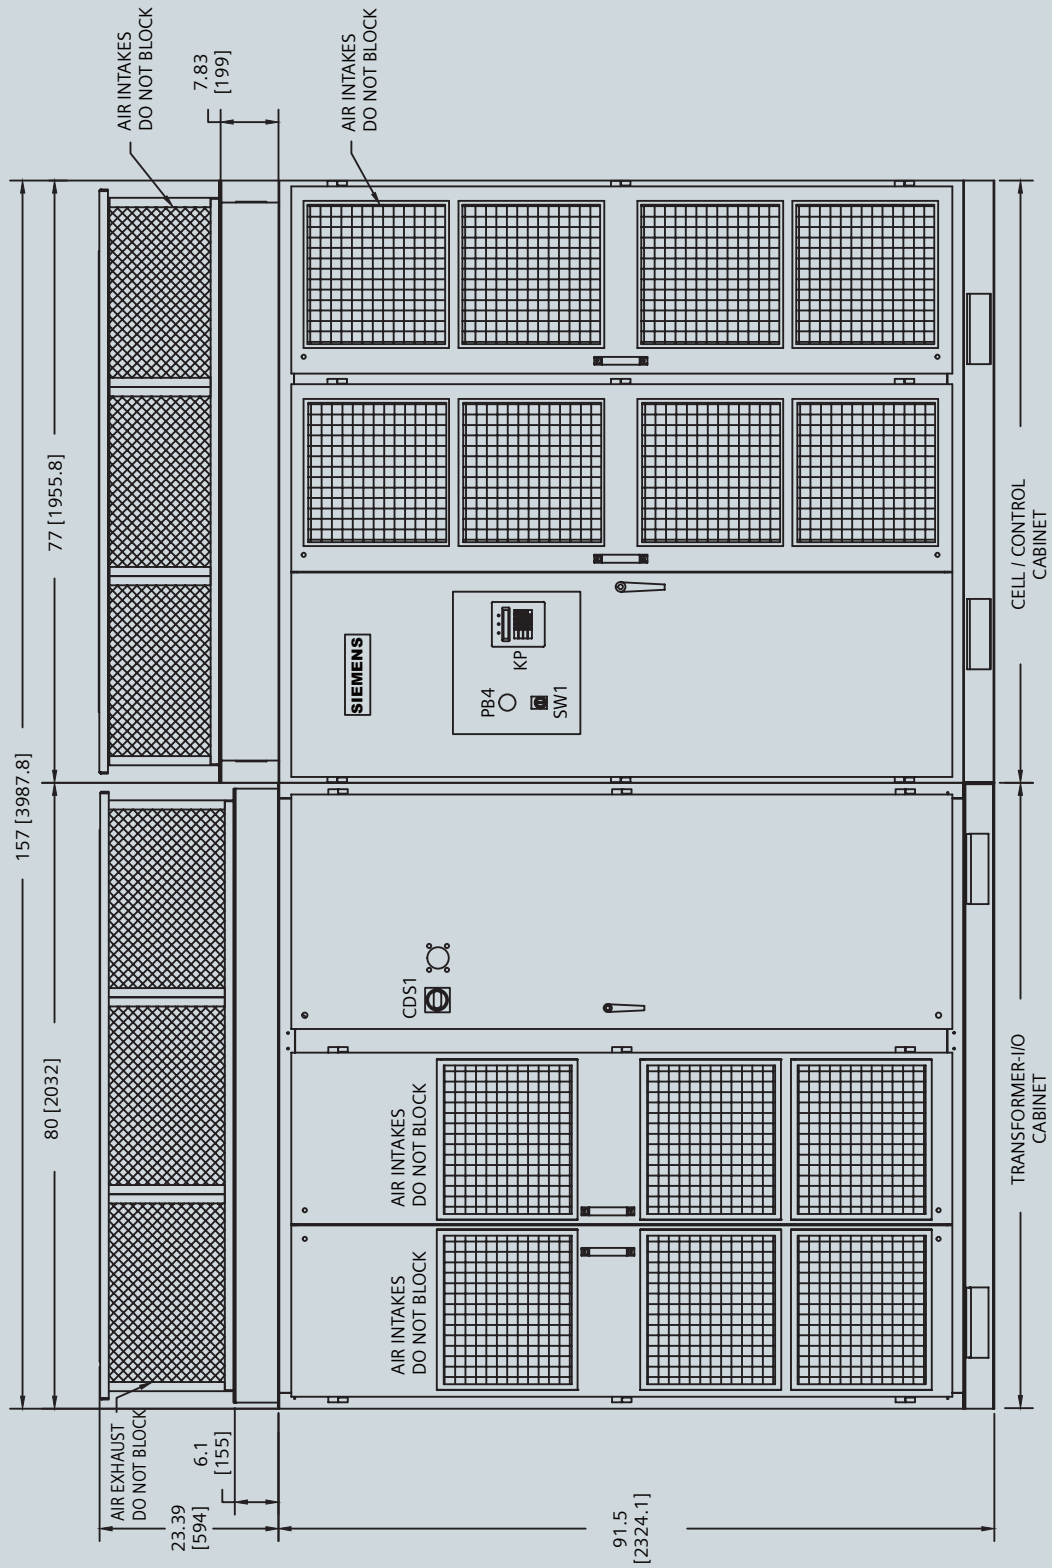 157 [3987.8]
80 [2032]
77 [1955.8]
AIR EXHAUST
DO NOT BLOCK
AIR INTAKES
DO NOT BLOCK
23.39
[594]
6.1
[155]
7.83
[199]
AIR INTAKES
DO NOT BLOCK
SIEMENS
AIR INTAKES
DO NOT BLOCK
AIR INTAKES
DO NOT BLOCK
CDS1
PB4
KP
SW1
91.5
[2324.1]
TRANSFORMER-I/O
CABINET
CELL / CONTROL
CABINET